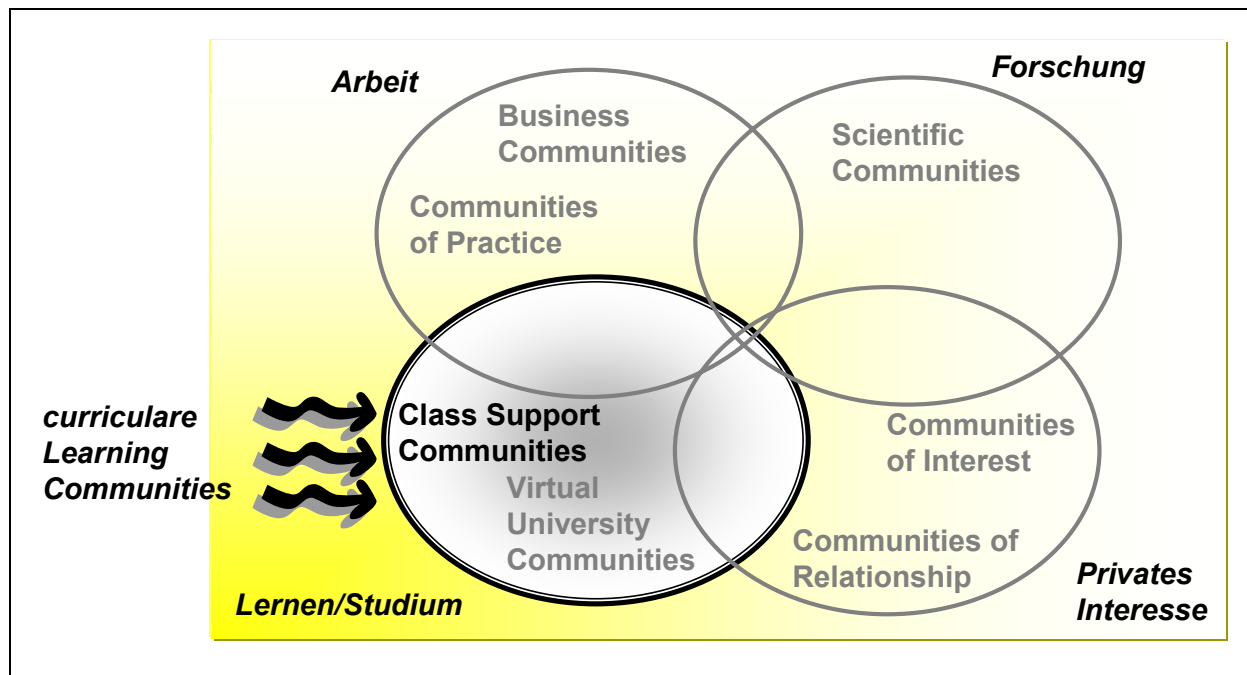 Arbeit
Forschung
Business
Communities
Scientific
Communities
Communities
of Practice
curriculare
Learning
Communities
Class Support
Communities
Virtual
University
Communities
Communities
of Interest
Communities of
Relationship
Lernen/Studium
Privates
Interesse